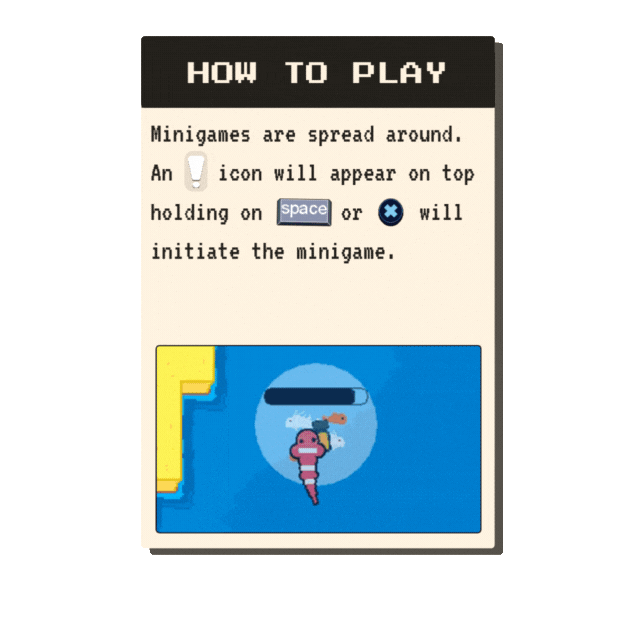 HOW TO PLAY
Minigames are spread around.
An ! icon will appear on top
holding on space or ✖ will
initiate the minigame.